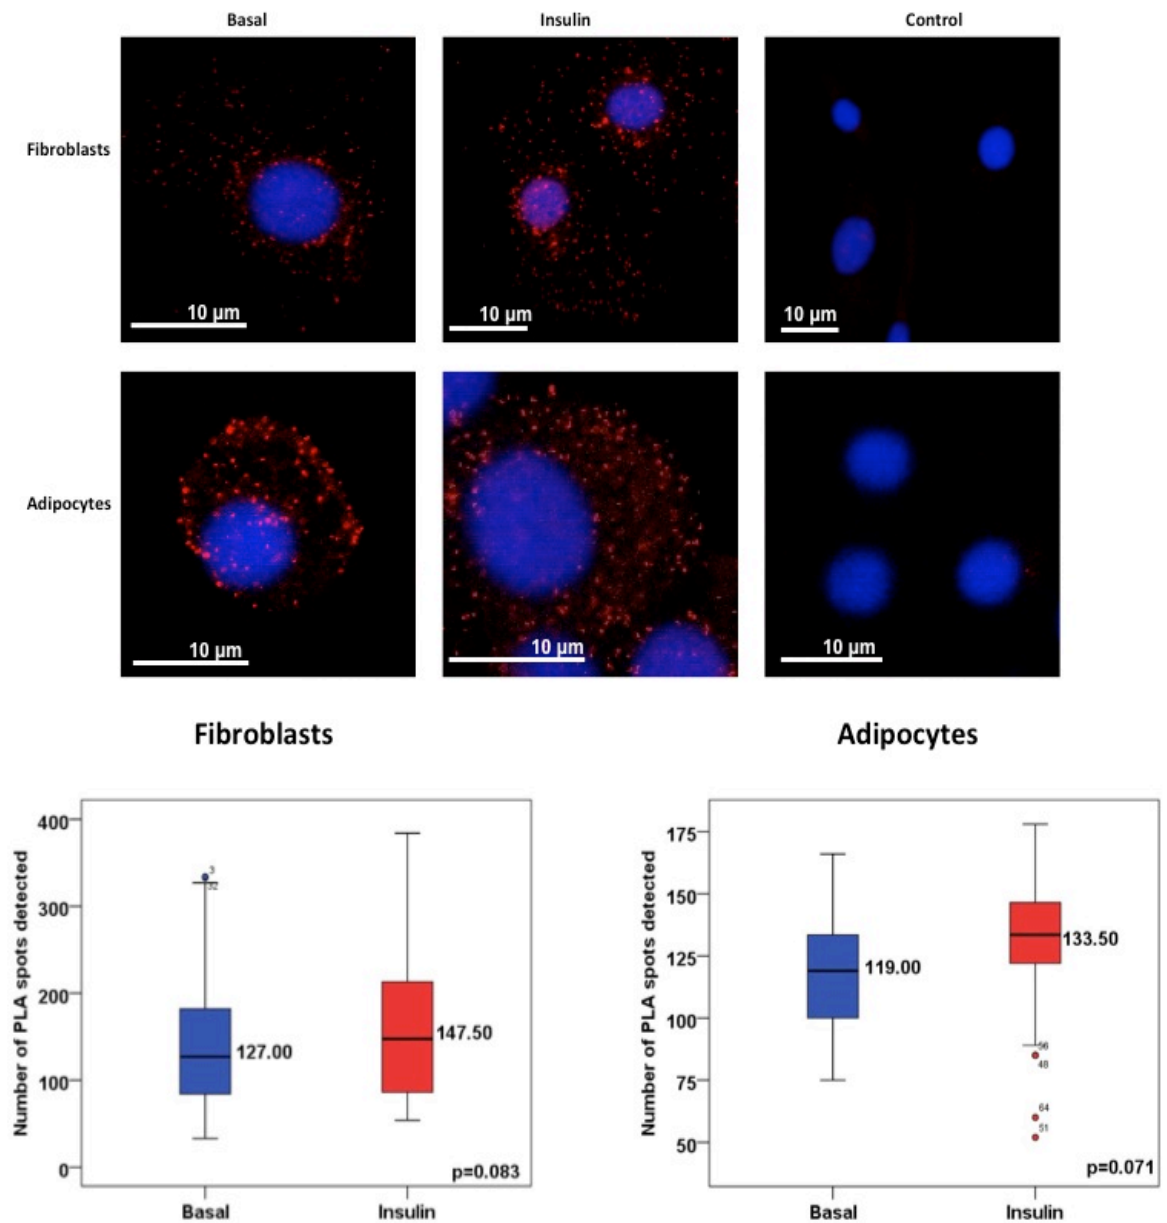 Basal Insulin Control
Fibroblasts
10 µm 10 µm 10 µm
Adipocytes
10 µm 10 µm 10 µm
Fibroblasts Adipocytes
Number of PLA spots detected
400
300
200
100
0
3
32
127.00
147.50
p=0.083
Basal Insulin
Number of PLA spots detected
175
150
125
100
75
50
119.00
133.50
56
48
64
51
p=0.071
Basal Insulin